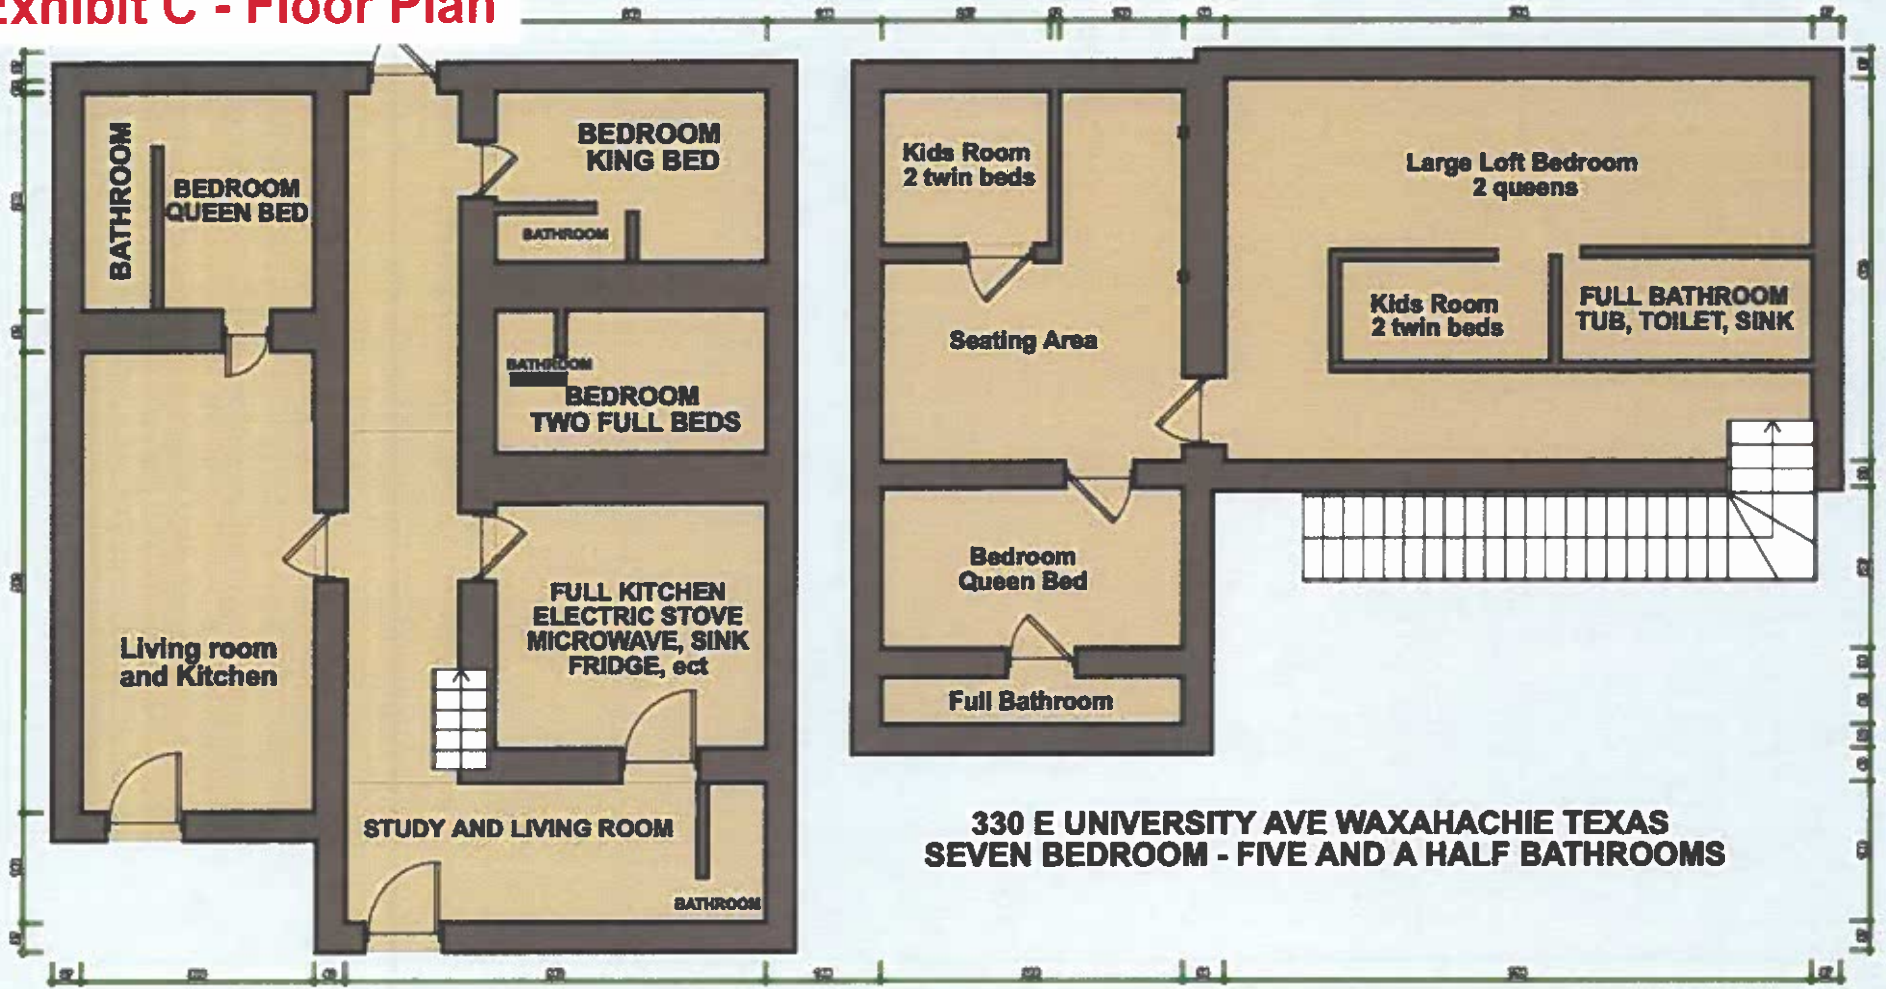 Exhibit C - Floor Plan
BATHROOM
BEDROOM
QUEEN BED
BEDROOM
KING BED
BATHROOM
BATHROOM
BEDROOM
TWO FULL BEDS
Living room
and Kitchen
FULL KITCHEN
ELECTRIC STOVE
MICROWAVE, SINK
FRIDGE, ect
STUDY AND LIVING ROOM
BATHROOM
Kids Room
2 twin beds
Seating Area
Large Loft Bedroom
2 queens
Kids Room
2 twin beds
FULL BATHROOM
TUB, TOILET, SINK
Bedroom
Queen Bed
Full Bathroom
330 E UNIVERSITY AVE WAXAHACHIE TEXAS
SEVEN BEDROOM - FIVE AND A HALF BATHROOMS